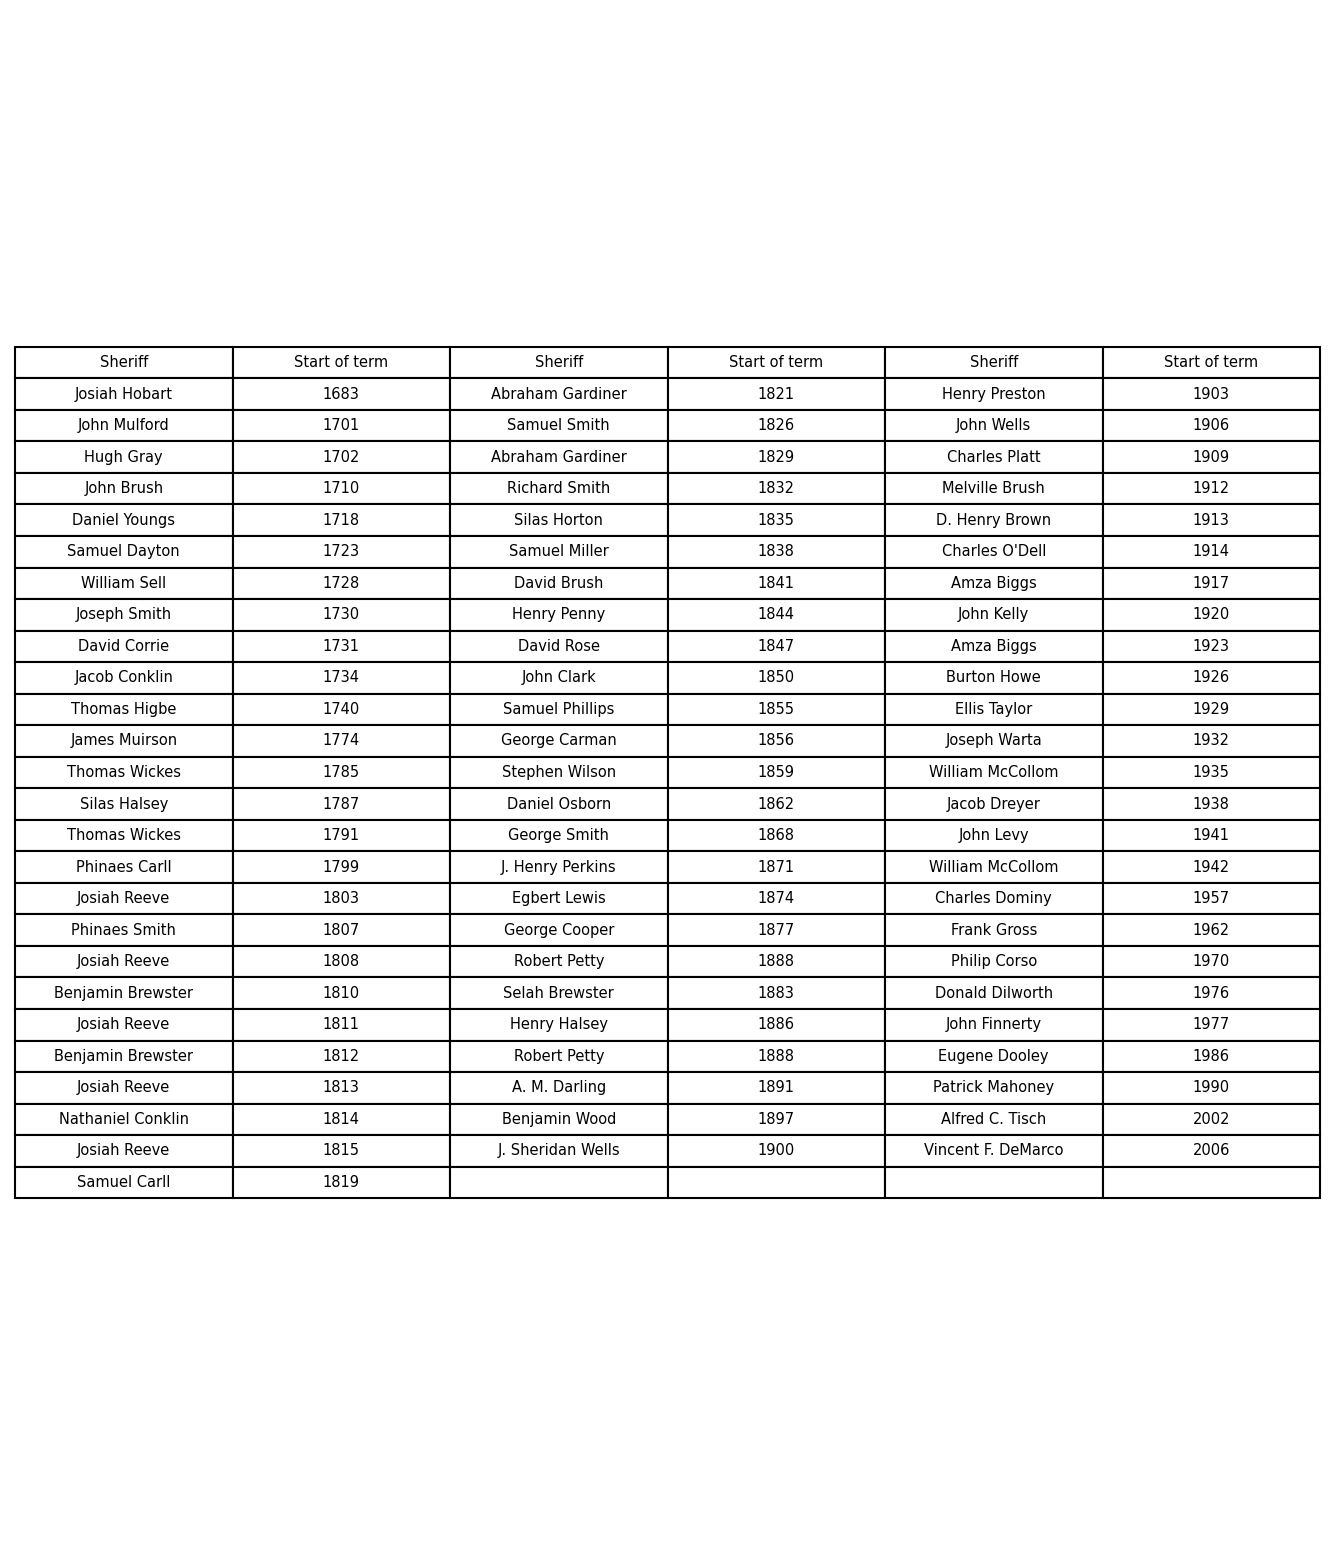 Sheriff Start of term Sheriff Start of term Sheriff Start of term
Josiah Hobart 1683 Abraham Gardiner 1821 Henry Preston 1903
John Mulford 1701 Samuel Smith 1826 John Wells 1906
Hugh Gray 1702 Abraham Gardiner 1829 Charles Platt 1909
John Brush 1710 Richard Smith 1832 Melville Brush 1912
Daniel Youngs 1718 Silas Horton 1835 D. Henry Brown 1913
Samuel Dayton 1723 Samuel Miller 1838 Charles O'Dell 1914
William Sell 1728 David Brush 1841 Amza Biggs 1917
Joseph Smith 1730 Henry Penny 1844 John Kelly 1920
David Corrie 1731 David Rose 1847 Amza Biggs 1923
Jacob Conklin 1734 John Clark 1850 Burton Howe 1926
Thomas Higbe 1740 Samuel Phillips 1855 Ellis Taylor 1929
James Muirson 1774 George Carman 1856 Joseph Warta 1932
Thomas Wickes 1785 Stephen Wilson 1859 William McCollom 1935
Silas Halsey 1787 Daniel Osborn 1862 Jacob Dreyer 1938
Thomas Wickes 1791 George Smith 1868 John Levy 1941
Phinaes Carll 1799 J. Henry Perkins 1871 William McCollom 1942
Josiah Reeve 1803 Egbert Lewis 1874 Charles Dominy 1957
Phinaes Smith 1807 George Cooper 1877 Frank Gross 1962
Josiah Reeve 1808 Robert Petty 1888 Philip Corso 1970
Benjamin Brewster 1810 Selah Brewster 1883 Donald Dilworth 1976
Josiah Reeve 1811 Henry Halsey 1886 John Finnerty 1977
Benjamin Brewster 1812 Robert Petty 1888 Eugene Dooley 1986
Josiah Reeve 1813 A. M. Darling 1891 Patrick Mahoney 1990
Nathaniel Conklin 1814 Benjamin Wood 1897 Alfred C. Tisch 2002
Josiah Reeve 1815 J. Sheridan Wells 1900 Vincent F. DeMarco 2006
Samuel Carll 1819